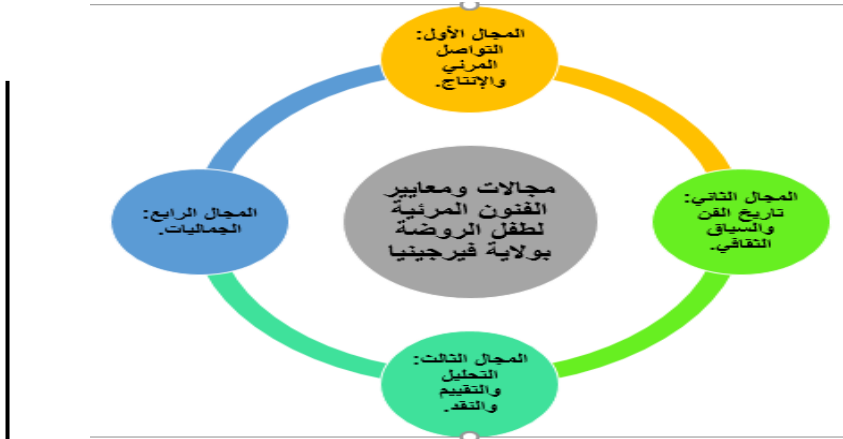 المجال الأول:
التواصل
المرئي
والإنتاج.
مجالات ومعايير
الفنون المرئية
لطفل الروضة
بولاية فيرجينيا
المجال الثاني:
تاريخ الفن
والسياق
الثقافي.
المجال الثالث:
التحليل
والتقييم
والنقد.
المجال الرابع:
الجماليات.